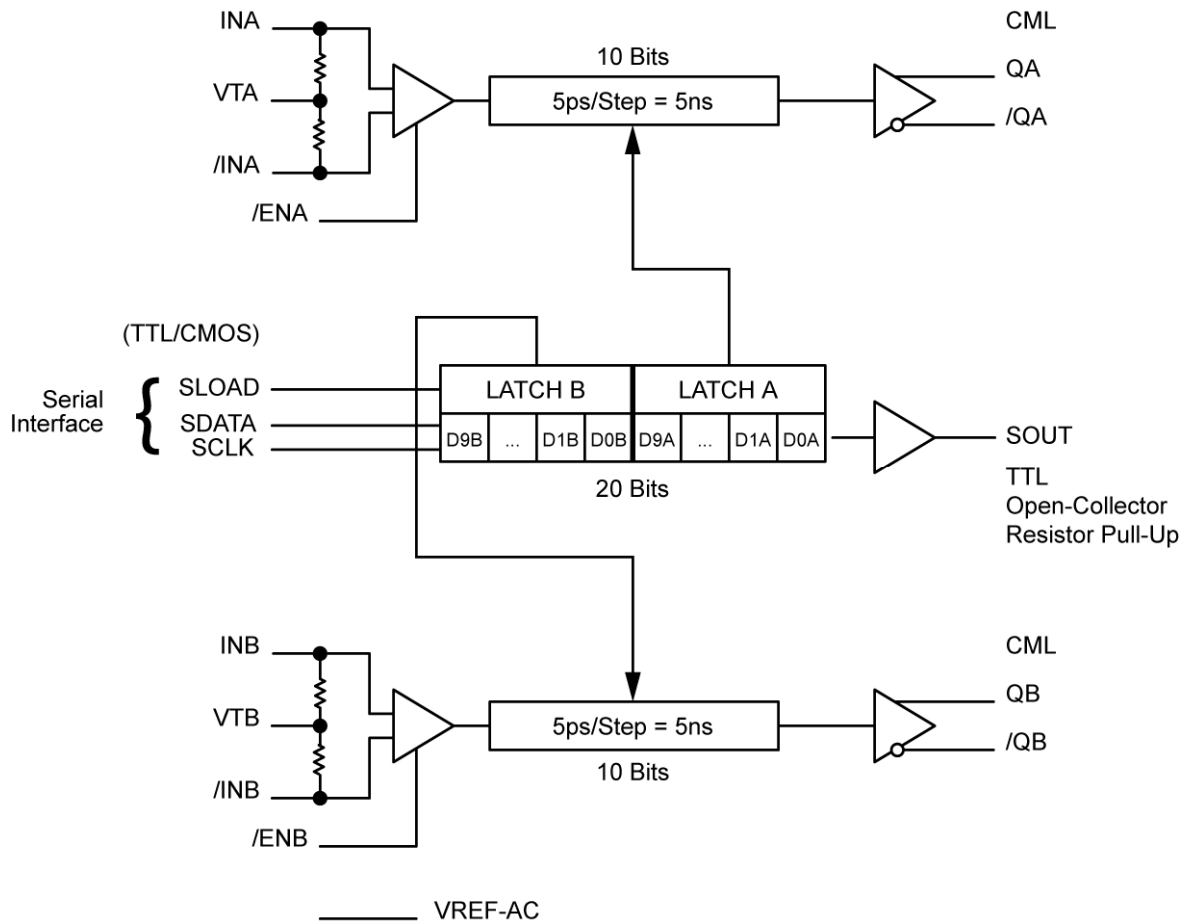 INA
CML
10 Bits
QA
VTA
5ps/Step = 5ns
/QA
/INA
/ENA
(TTL/CMOS)
Serial
Interface
{
SLOAD
SDATA
SCLK
LATCH B
LATCH A
D9B ... D1B D0B D9A ... D1A D0A
20 Bits
SOUT
TTL
Open-Collector
Resistor Pull-Up
INB
CML
QB
VTB
5ps/Step = 5ns
/QB
10 Bits
/INB
/ENB
VREF-AC